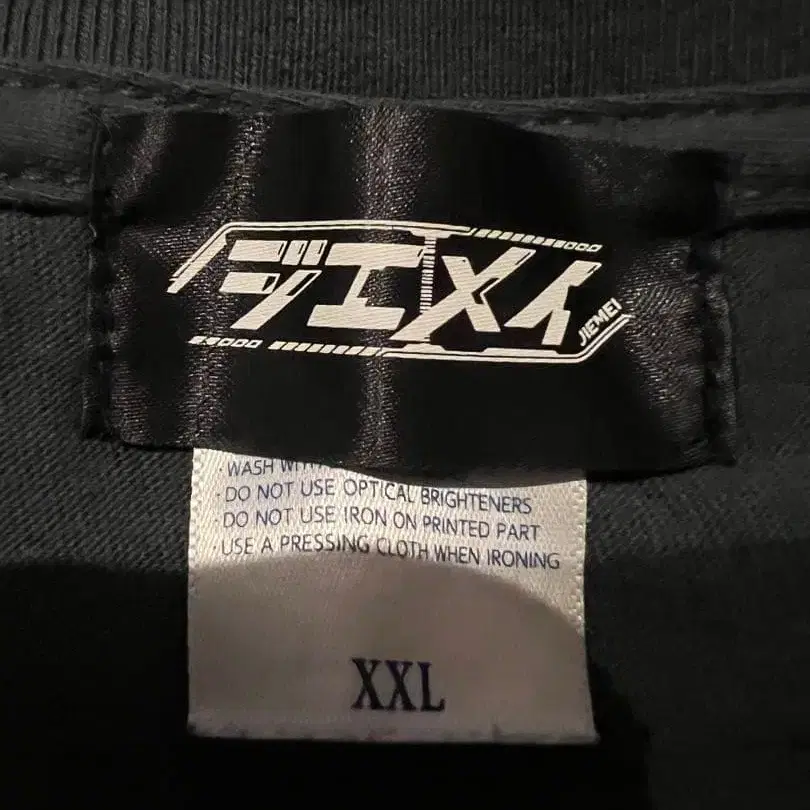 ジエメイ
JIEMEI
· WASH WITH
· DO NOT USE OPTICAL BRIGHTENERS
· DO NOT USE IRON ON PRINTED PART
· USE A PRESSING CLOTH WHEN IRONING
XXL